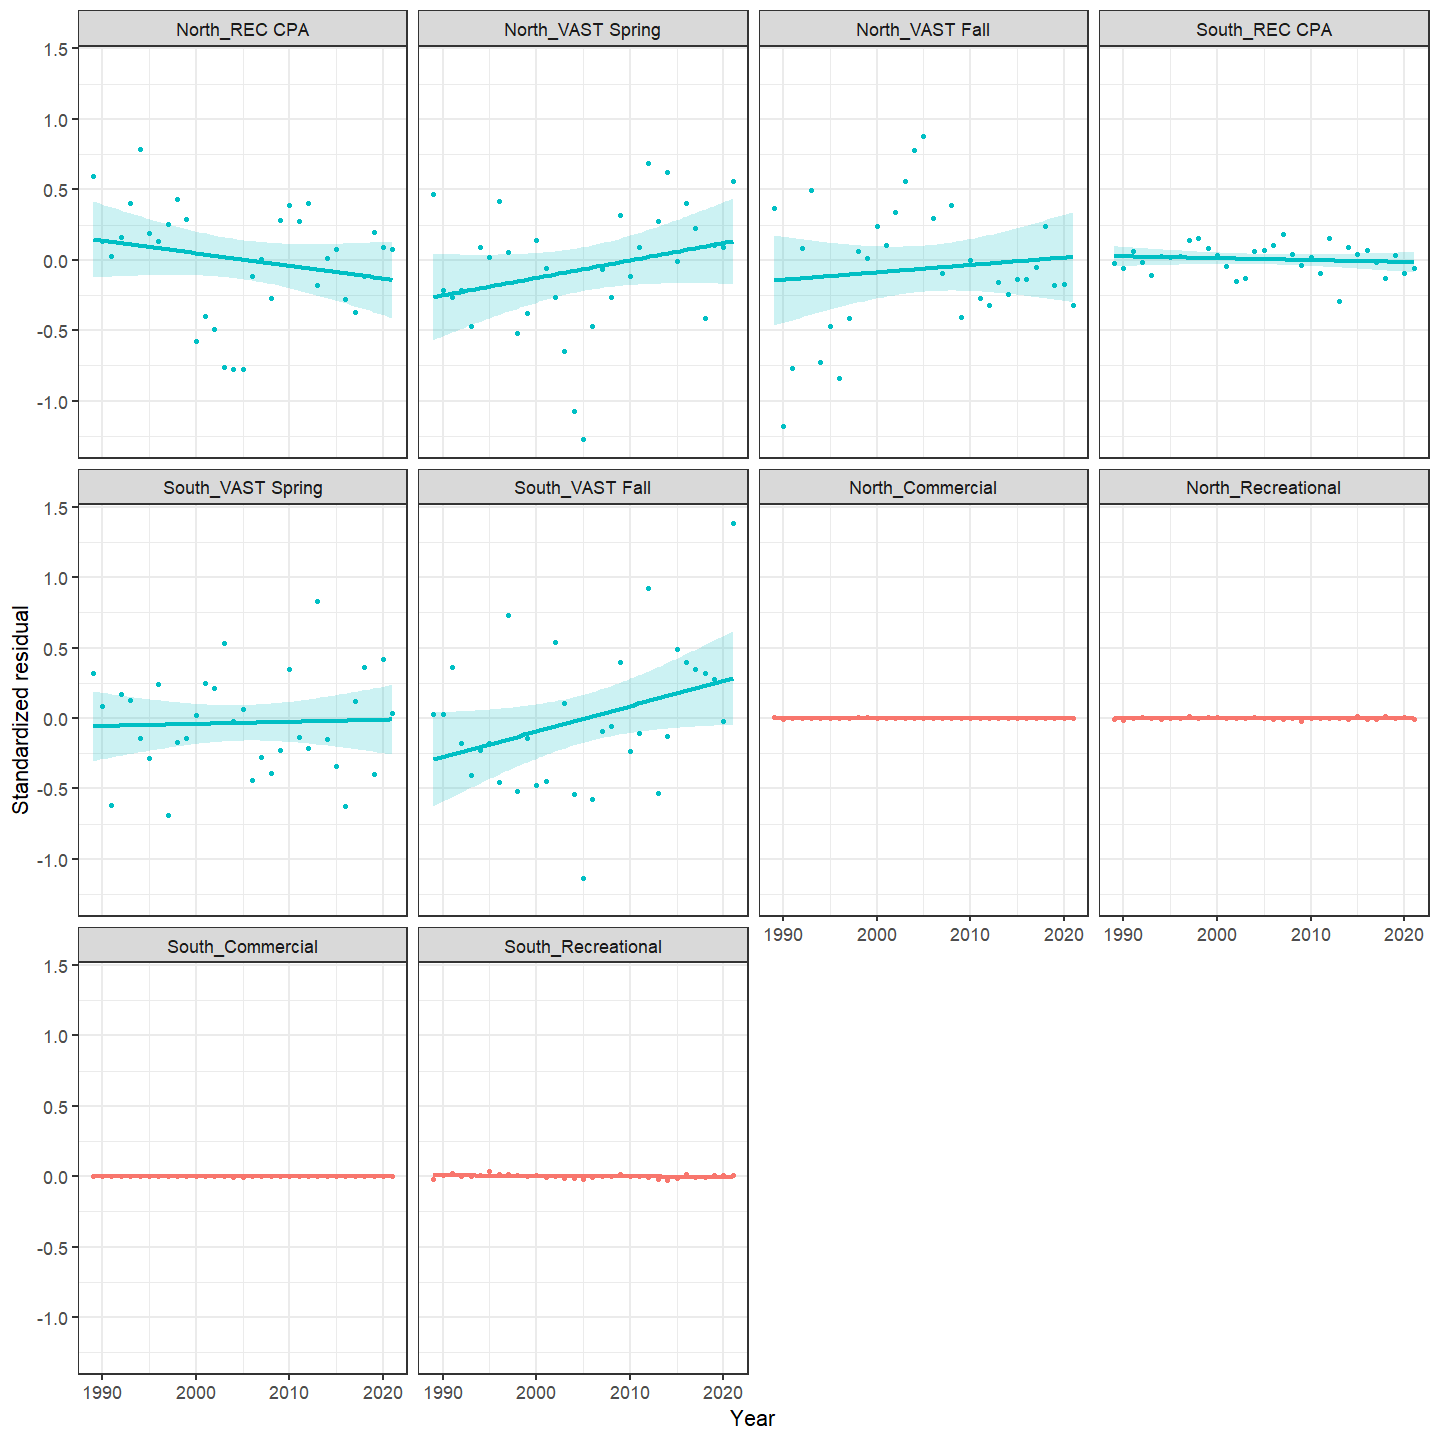 North_REC CPA
North_VAST Spring
North_VAST Fall
South_REC CPA
1.5
1.0
0.5
0.0
-0.5
-1.0
South_VAST Spring
South_VAST Fall
North_Commercial
North_Recreational
1.5
1.0
0.5
0.0
-0.5
-1.0
1990 2000 2010 2020
1990 2000 2010 2020
South_Commercial
South_Recreational
1.5
1.0
0.5
0.0
-0.5
-1.0
1990 2000 2010 2020
1990 2000 2010 2020
Standardized residual
Year